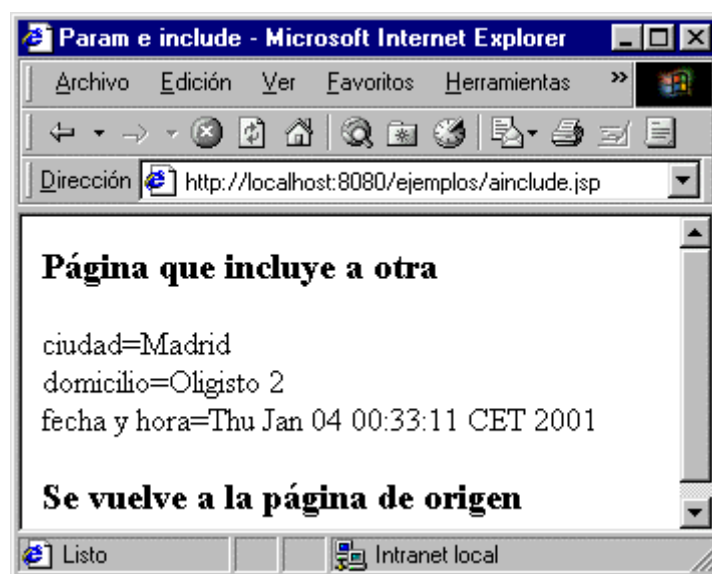 Param e include - Microsoft Internet Explorer
Archivo Edición Ver Favoritos Herramientas »
Dirección http://localhost:8080/ejemplos/ainclude.jsp
Página que incluye a otra
ciudad=Madrid
domicilio=Oligisto 2
fecha y hora=Thu Jan 04 00:33:11 CET 2001
Se vuelve a la página de origen
Listo Intranet local